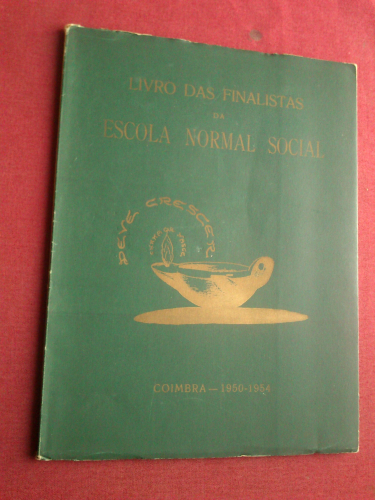 LIVRO DAS FINALISTAS
DA
ESCOLA NORMAL SOCIAL
DEVE CRESCER
COIMBRA — 1950-1954